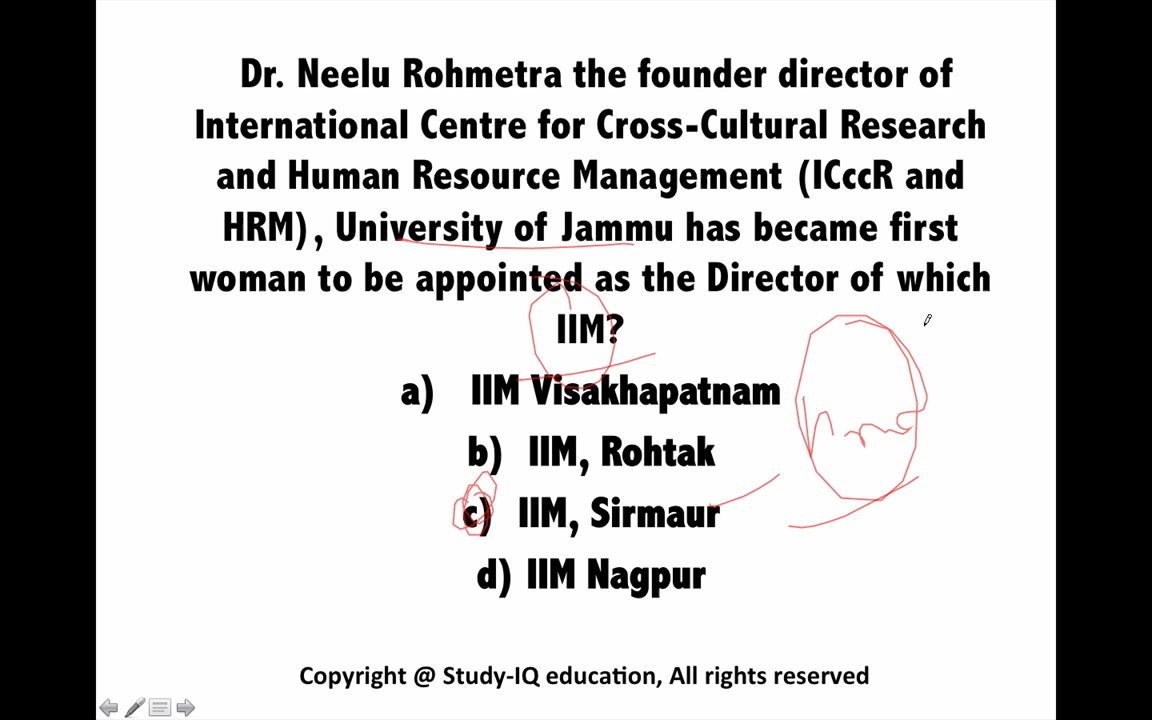 Dr. Neelu Rohmetra the founder director of
International Centre for Cross-Cultural Research
and Human Resource Management (ICccR and
HRM), University of Jammu has became first
woman to be appointed as the Director of which
IIM?
a) IIM Visakhapatnam
b) IIM, Rohtak
c) IIM, Sirmaur
d) IIM Nagpur
Copyright @ Study-IQ education, All rights reserved